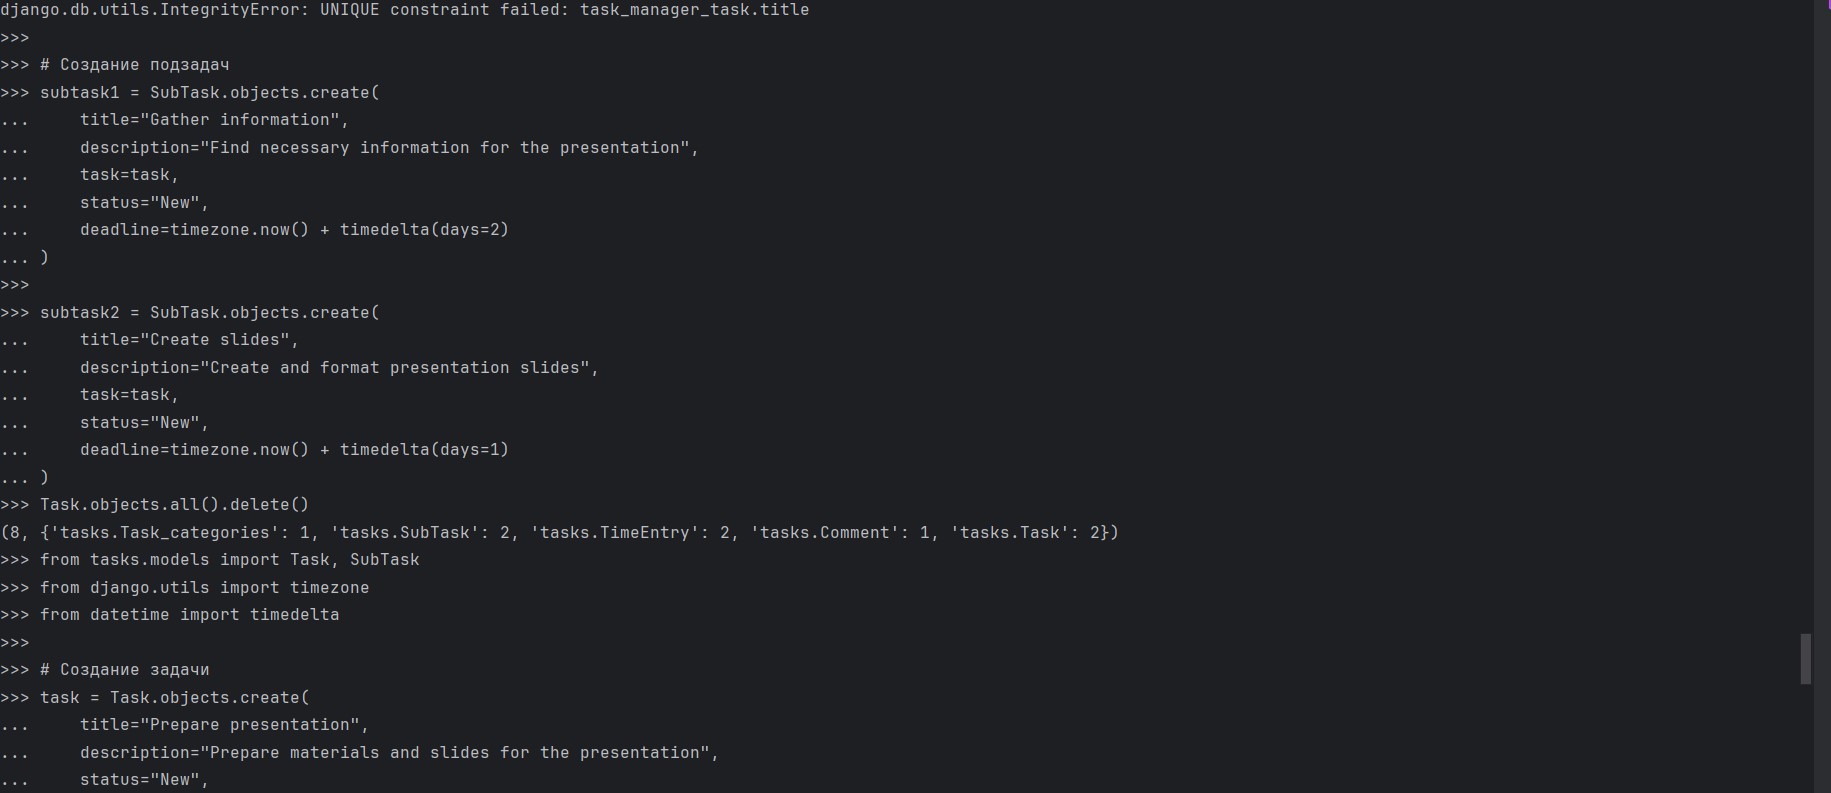 django.db.utils.IntegrityError: UNIQUE constraint failed: task_manager_task.title
>>>
>>> # Создание подзадач
>>> subtask1 = SubTask.objects.create(
...     title="Gather information",
...     description="Find necessary information for the presentation",
...     task=task,
...     status="New",
...     deadline=timezone.now() + timedelta(days=2)
... )
>>>
>>> subtask2 = SubTask.objects.create(
...     title="Create slides",
...     description="Create and format presentation slides",
...     task=task,
...     status="New",
...     deadline=timezone.now() + timedelta(days=1)
... )
>>> Task.objects.all().delete()
(8, {'tasks.Task_categories': 1, 'tasks.SubTask': 2, 'tasks.TimeEntry': 2, 'tasks.Comment': 1, 'tasks.Task': 2})
>>> from tasks.models import Task, SubTask
>>> from django.utils import timezone
>>> from datetime import timedelta
>>>
>>> # Создание задачи
>>> task = Task.objects.create(
...     title="Prepare presentation",
...     description="Prepare materials and slides for the presentation",
...     status="New",